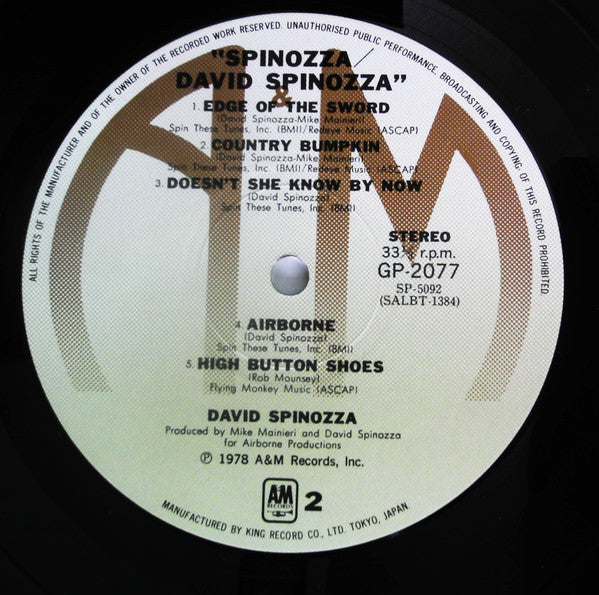 ALL RIGHTS OF THE MANUFACTURER AND OF THE OWNER OF THE RECORDED WORK RESERVED. UNAUTHORISED PUBLIC PERFORMANCE, BROADCASTING AND COPYING OF THIS RECORD PROHIBITED.
"SPINOZZA/
DAVID SPINOZZA"
1. EDGE OF THE SWORD
(David Spinozza-Mike Mainieri)
Spin These Tunes, Inc. (BMI)/Redeye Music (ASCAP)
2. COUNTRY BUMPKIN
(David Spinozza-Mike Mainieri)
Spin These Tunes, Inc. (BMI)/Redeye Music (ASCAP)
3. DOESN'T SHE KNOW BY NOW
(David Spinozza)
Spin These Tunes, Inc. (BMI)
STEREO
33⅓ r.p.m.
GP-2077
SP-5092
(SALBT-1384)
4. AIRBORNE
(David Spinozza)
Spin These Tunes, Inc. (BMI)
5. HIGH BUTTON SHOES
(Rob Mounsey)
Flying Monkey Music (ASCAP)
DAVID SPINOZZA
Produced by Mike Mainieri and David Spinozza
for Airborne Productions
℗ 1978 A&M Records, Inc.
AM RECORDS 2
MANUFACTURED BY KING RECORD CO., LTD. TOKYO, JAPAN.
A&M